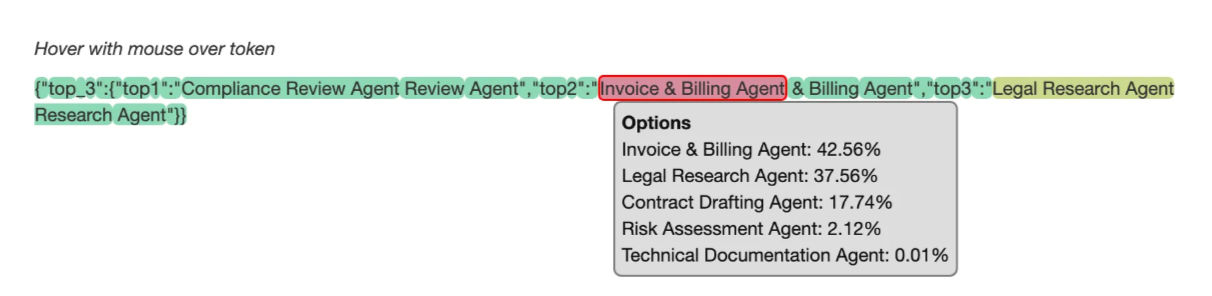 Hover with mouse over token
{"top_3":{"top1":"Compliance Review Agent Review Agent","top2":"Invoice & Billing Agent & Billing Agent","top3":"Legal Research Agent
Research Agent"}}
Options
Invoice & Billing Agent: 42.56%
Legal Research Agent: 37.56%
Contract Drafting Agent: 17.74%
Risk Assessment Agent: 2.12%
Technical Documentation Agent: 0.01%